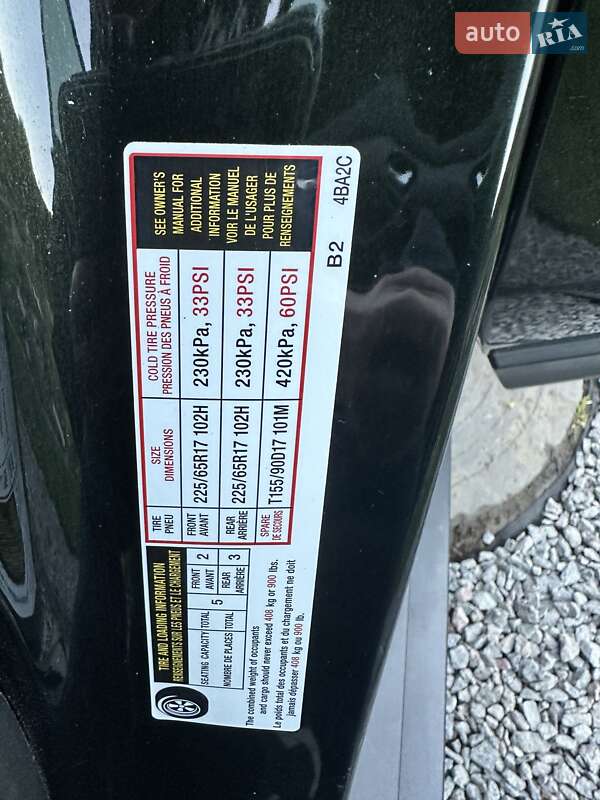 auto RIA
.com
TIRE AND LOADING INFORMATION
RENSEIGNEMENTS SUR LES PNEUS ET LE CHARGEMENT
SEATING CAPACITY TOTAL 5 FRONT 2
AVANT
NOMBRE DE PLACES TOTAL REAR 3
ARRIÈRE
The combined weight of occupants
and cargo should never exceed 408 kg or 900 lbs.
Le poids total des occupants et du chargement ne doit
jamais dépasser 408 kg ou 900 lb.
TIRE
PNEU
SIZE
DIMENSIONS
COLD TIRE PRESSURE
PRESSION DES PNEUS À FROID
FRONT
AVANT
225/65R17 102H
230kPa, 33PSI
REAR
ARRIÈRE
225/65R17 102H
230kPa, 33PSI
SPARE
DE SECOURS
T155/90D17 101M
420kPa, 60PSI
SEE OWNER'S
MANUAL FOR
ADDITIONAL
INFORMATION
VOIR LE MANUEL
DE L'USAGER
POUR PLUS DE
RENSEIGNEMENTS
B2 4BA2C